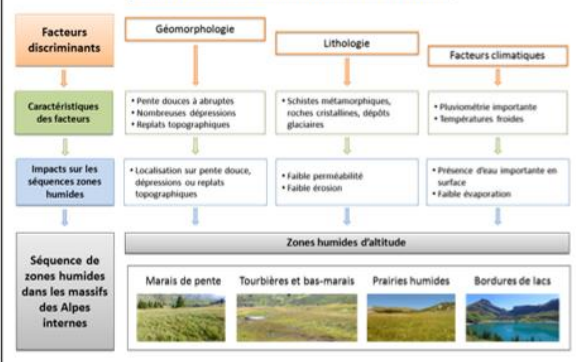 Facteurs
discriminants
Géomorphologie
Lithologie
Facteurs climatiques
Caractéristiques
des facteurs
• Pente douces à abruptes
• Nombreuses dépressions
• Replats topographiques
• Schistes métamorphiques,
roches cristallines, dépôts
glaciaires
• Pluviométrie importante
• Températures froides
Impacts sur les
séquences zones
humides
• Localisation sur pente douce,
dépressions ou replats
topographiques
• Faible perméabilité
• Faible érosion
• Présence d'eau importante en
surface
• Faible évaporation
Séquence de
zones humides
dans les massifs
des Alpes
internes
Zones humides d'altitude
Marais de pente
Tourbières et bas-marais
Prairies humides
Bordures de lacs